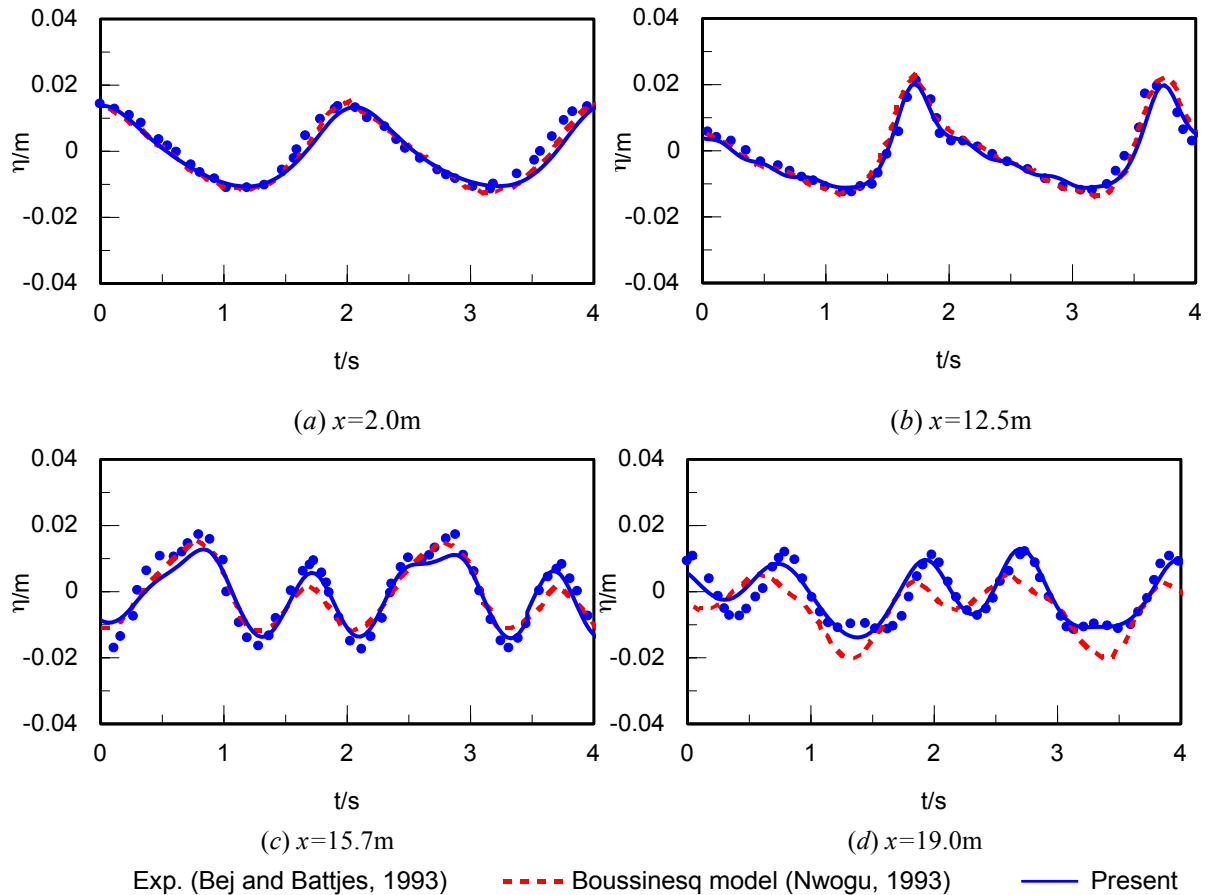 0.04 0.04
0.02 0.02
η/m 0 η/m 0
-0.02 -0.02
-0.04 -0.04
0 1 2 3 4 0 1 2 3 4
t/s t/s
(a) x=2.0m (b) x=12.5m
0.04 0.04
0.02 0.02
η/m 0 η/m 0
-0.02 -0.02
-0.04 -0.04
0 1 2 3 4 0 1 2 3 4
t/s t/s
(c) x=15.7m (d) x=19.0m
Exp. (Bej and Battjes, 1993) Boussinesq model (Nwogu, 1993) Present